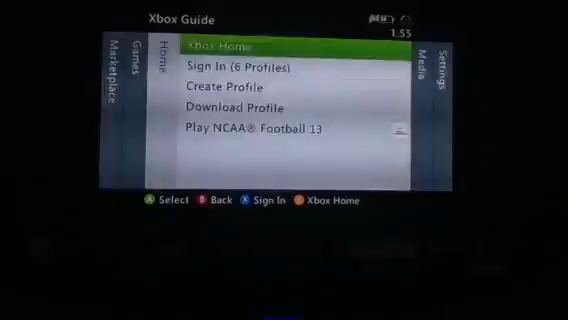 Xbox Guide
1:55
Marketplace
Games
Home
Xbox Home
Sign In (6 Profiles)
Create Profile
Download Profile
Play NCAA® Football 13
Media
Settings
A Select B Back X Sign In Y Xbox Home